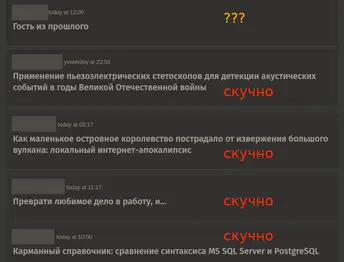 today at 12:00
???
Гость из прошлого
yesterday at 22:58
Применение пьезоэлектрических стетоскопов для детекции акустических
событий в годы Великой Отечественной войны
скучно
today at 09:17
Как маленькое островное королевство пострадало от извержения большого
вулкана: локальный интернет-апокалипсис
скучно
today at 11:17
Преврати любимое дело в работу, и...
скучно
today at 10:00
скучно
Карманный справочник: сравнение синтаксиса MS SQL Server и PostgreSQL